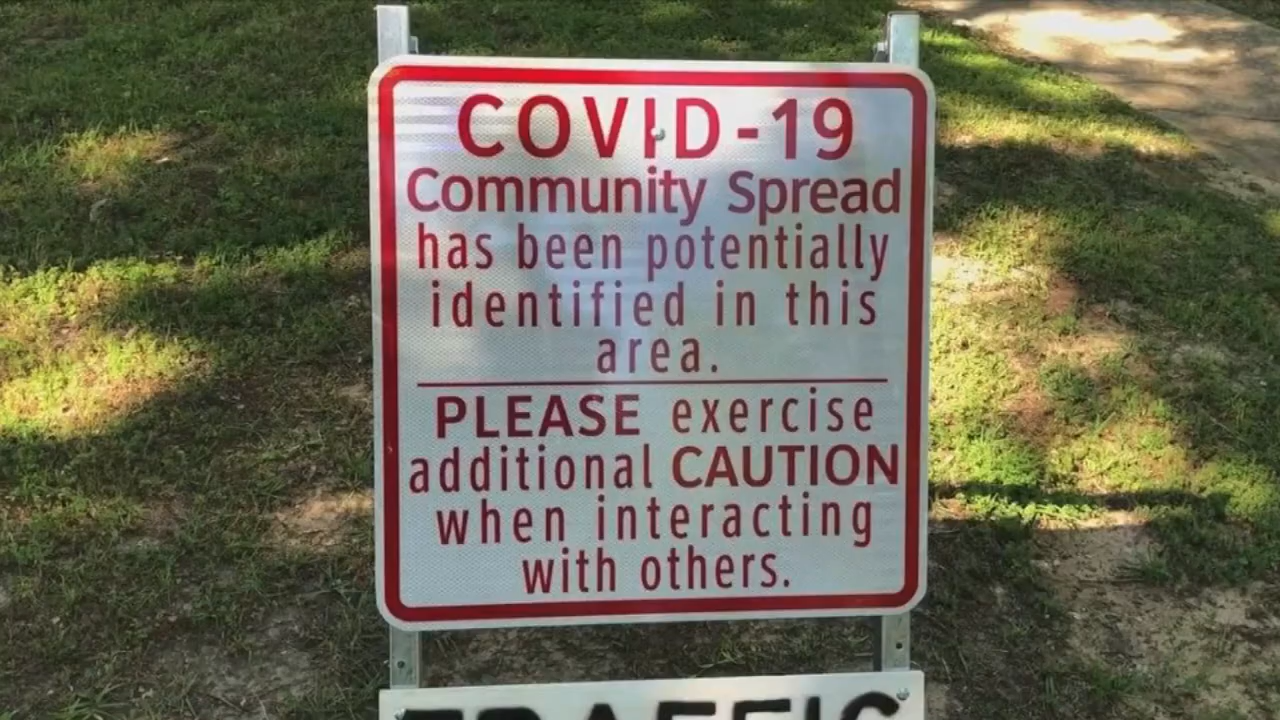 COVID-19
Community Spread
has been potentially
identified in this
area.
PLEASE exercise
additional CAUTION
when interacting
with others.
TRAFFIC